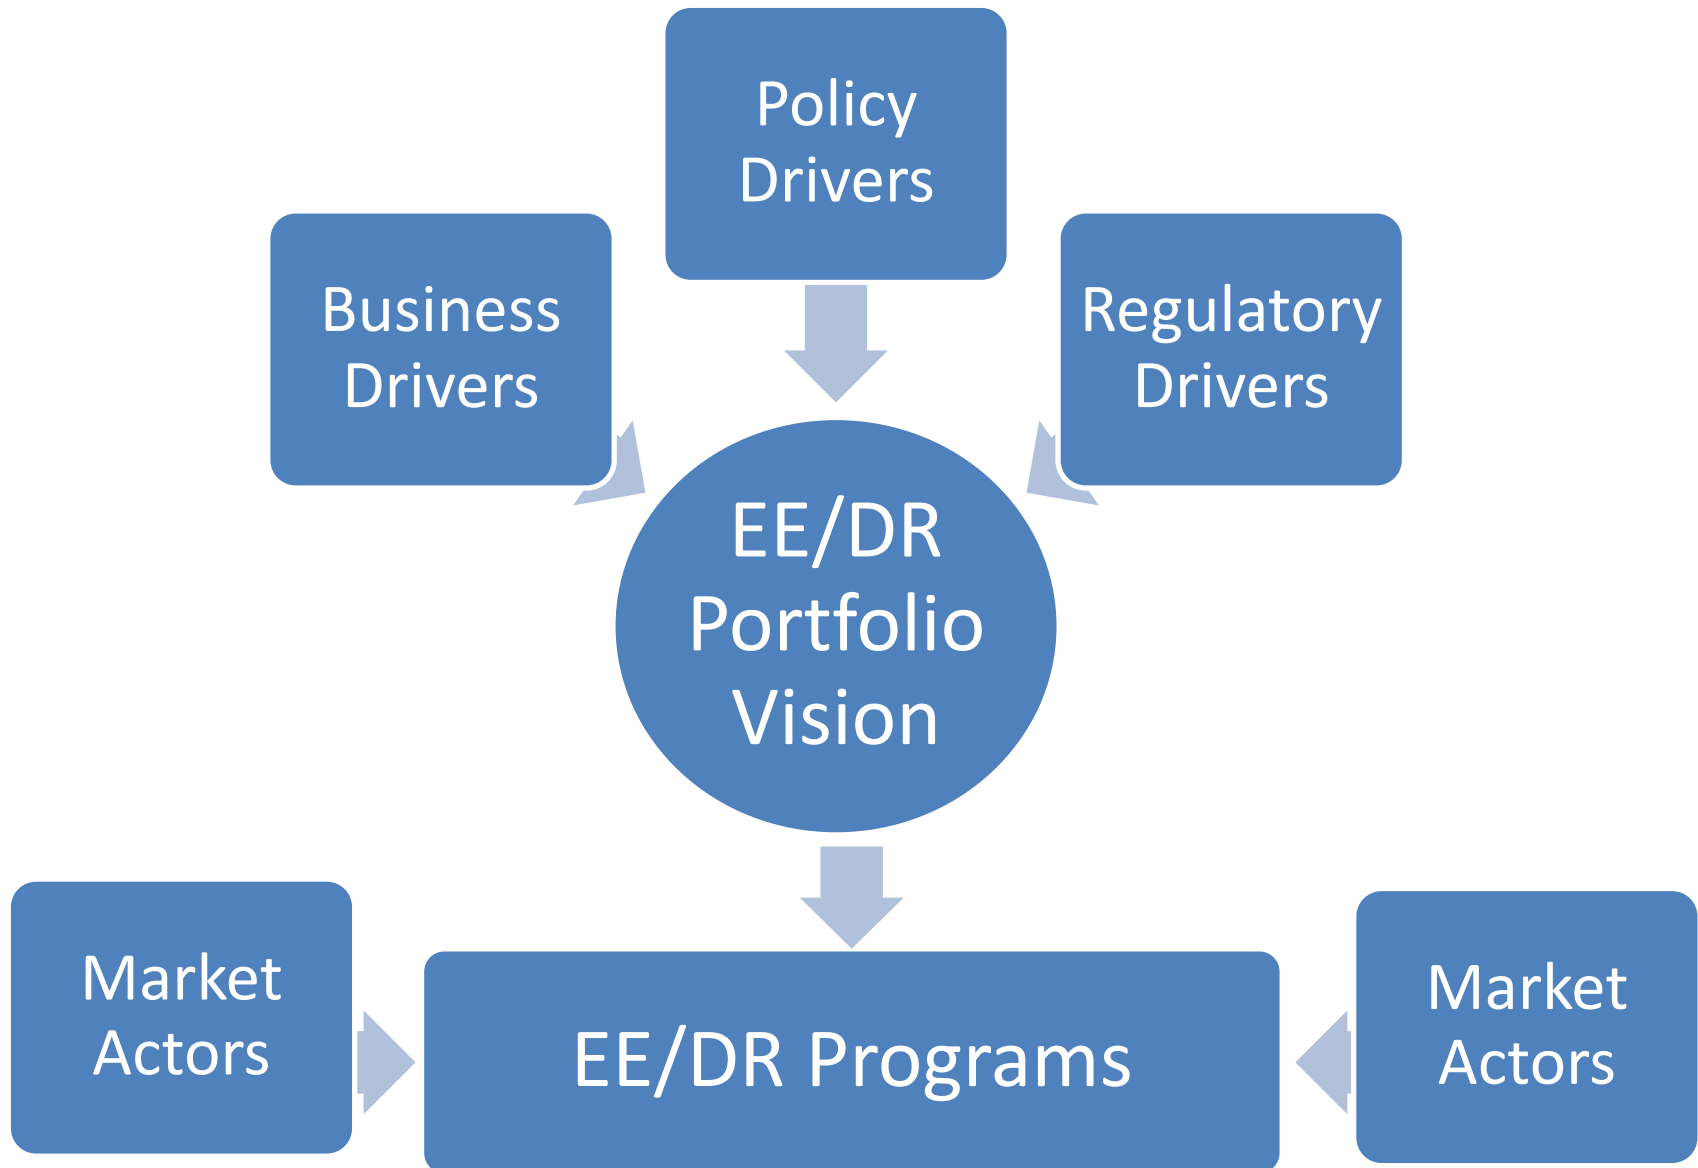 Policy
Drivers
Business
Drivers
Regulatory
Drivers
EE/DR
Portfolio
Vision
Market
Actors
EE/DR Programs
Market
Actors